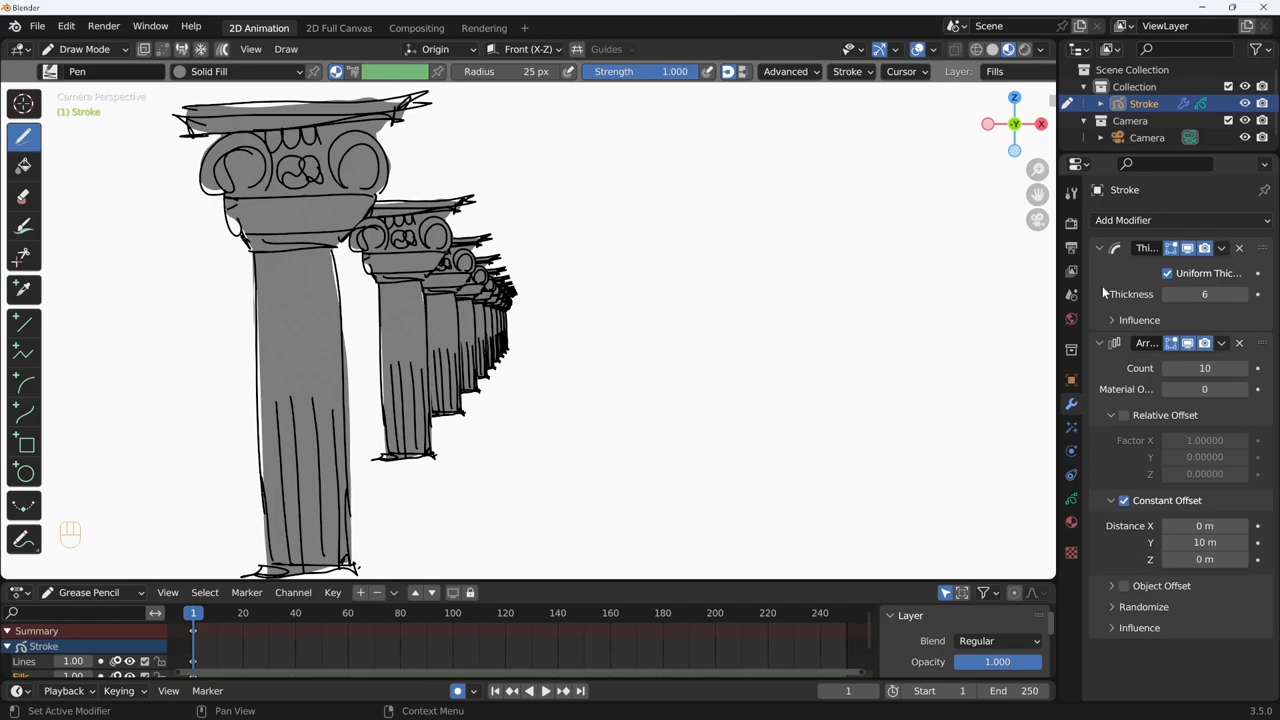 Blender
File Edit Render Window Help 2D Animation 2D Full Canvas Compositing Rendering + Scene ViewLayer
Draw Mode View Draw Origin Front (X-Z) Guides
Pen Solid Fill Radius 25 px Strength 1.000 Advanced Stroke Cursor Layer: Fills
Camera Perspective
(1) Stroke
Z
-Y X
Scene Collection
Collection
Stroke
Camera
Camera
Stroke
Add Modifier
Thi...
Uniform Thic...
Thickness 6
Influence
Arr...
Count 10
Material O... 0
Relative Offset
Factor X 1.00000
Y 0.00000
Z 0.00000
Constant Offset
Distance X 0 m
Y 10 m
Z 0 m
Object Offset
Randomize
Influence
Grease Pencil View Select Marker Channel Key
1 20 40 60 80 100 120 140 160 180 200 220 240
Summary
Stroke
Lines 1.00
Fills 1.00
Layer
Blend Regular
Opacity 1.000
Playback Keying View Marker 1 Start 1 End 250
Set Active Modifier Pan View Context Menu 3.5.0